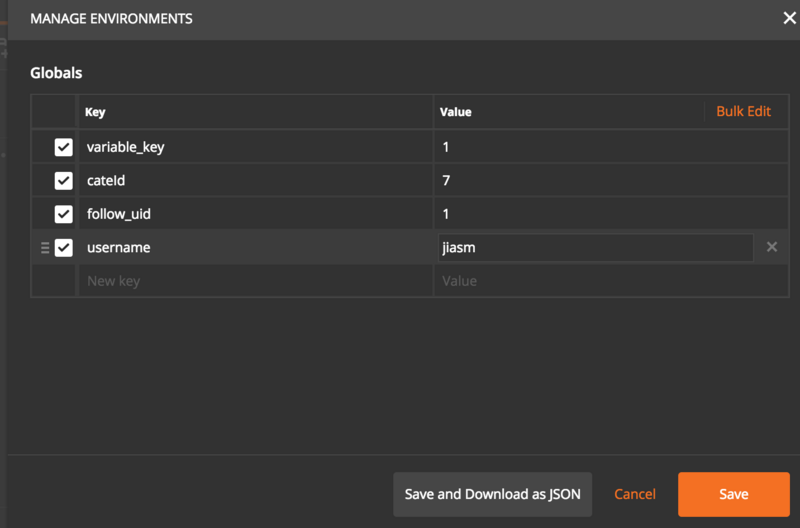 MANAGE ENVIRONMENTS
Globals
Key Value Bulk Edit
variable_key 1
cateId 7
follow_uid 1
username jiasm
New key Value
Save and Download as JSON Cancel Save